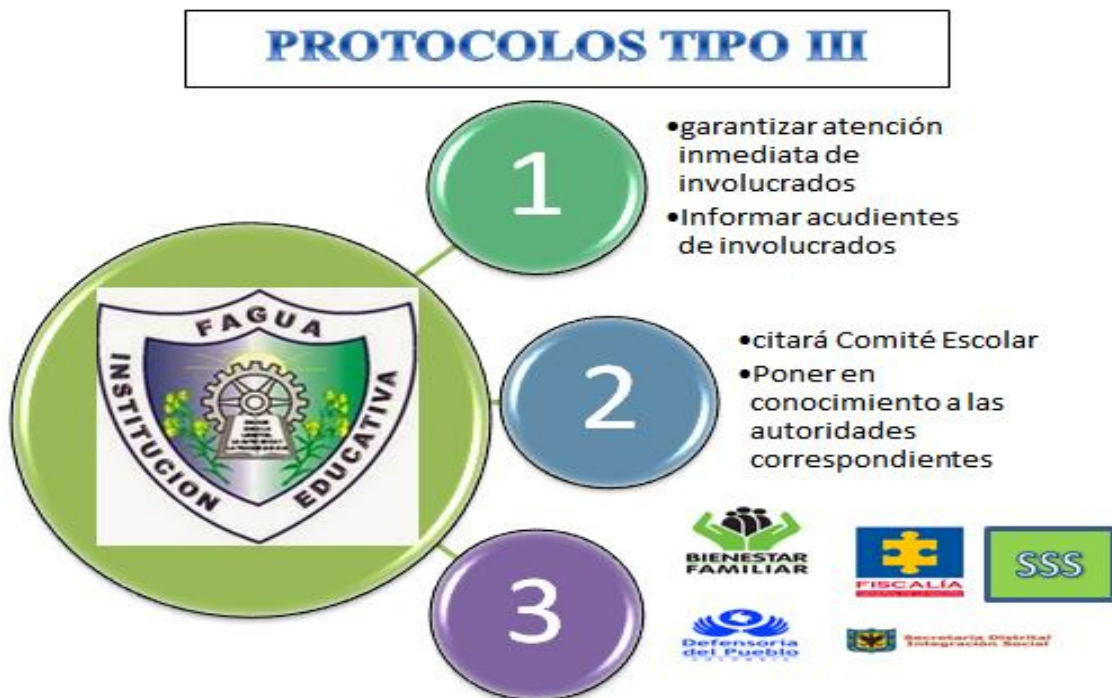 PROTOCOLOS TIPO III
1
•garantizar atención
inmediata de
involucrados
•Informar acudientes
de involucrados
FAGUA
INSTITUCION
EDUCATIVA
2
•citará Comité Escolar
•Poner en
conocimiento a las
autoridades
correspondientes
3
BIENESTAR
FAMILIAR
FISCALÍA
SSS
Defensoría
del Pueblo
COLOMBIA
Secretaría Distrital
Integración Social